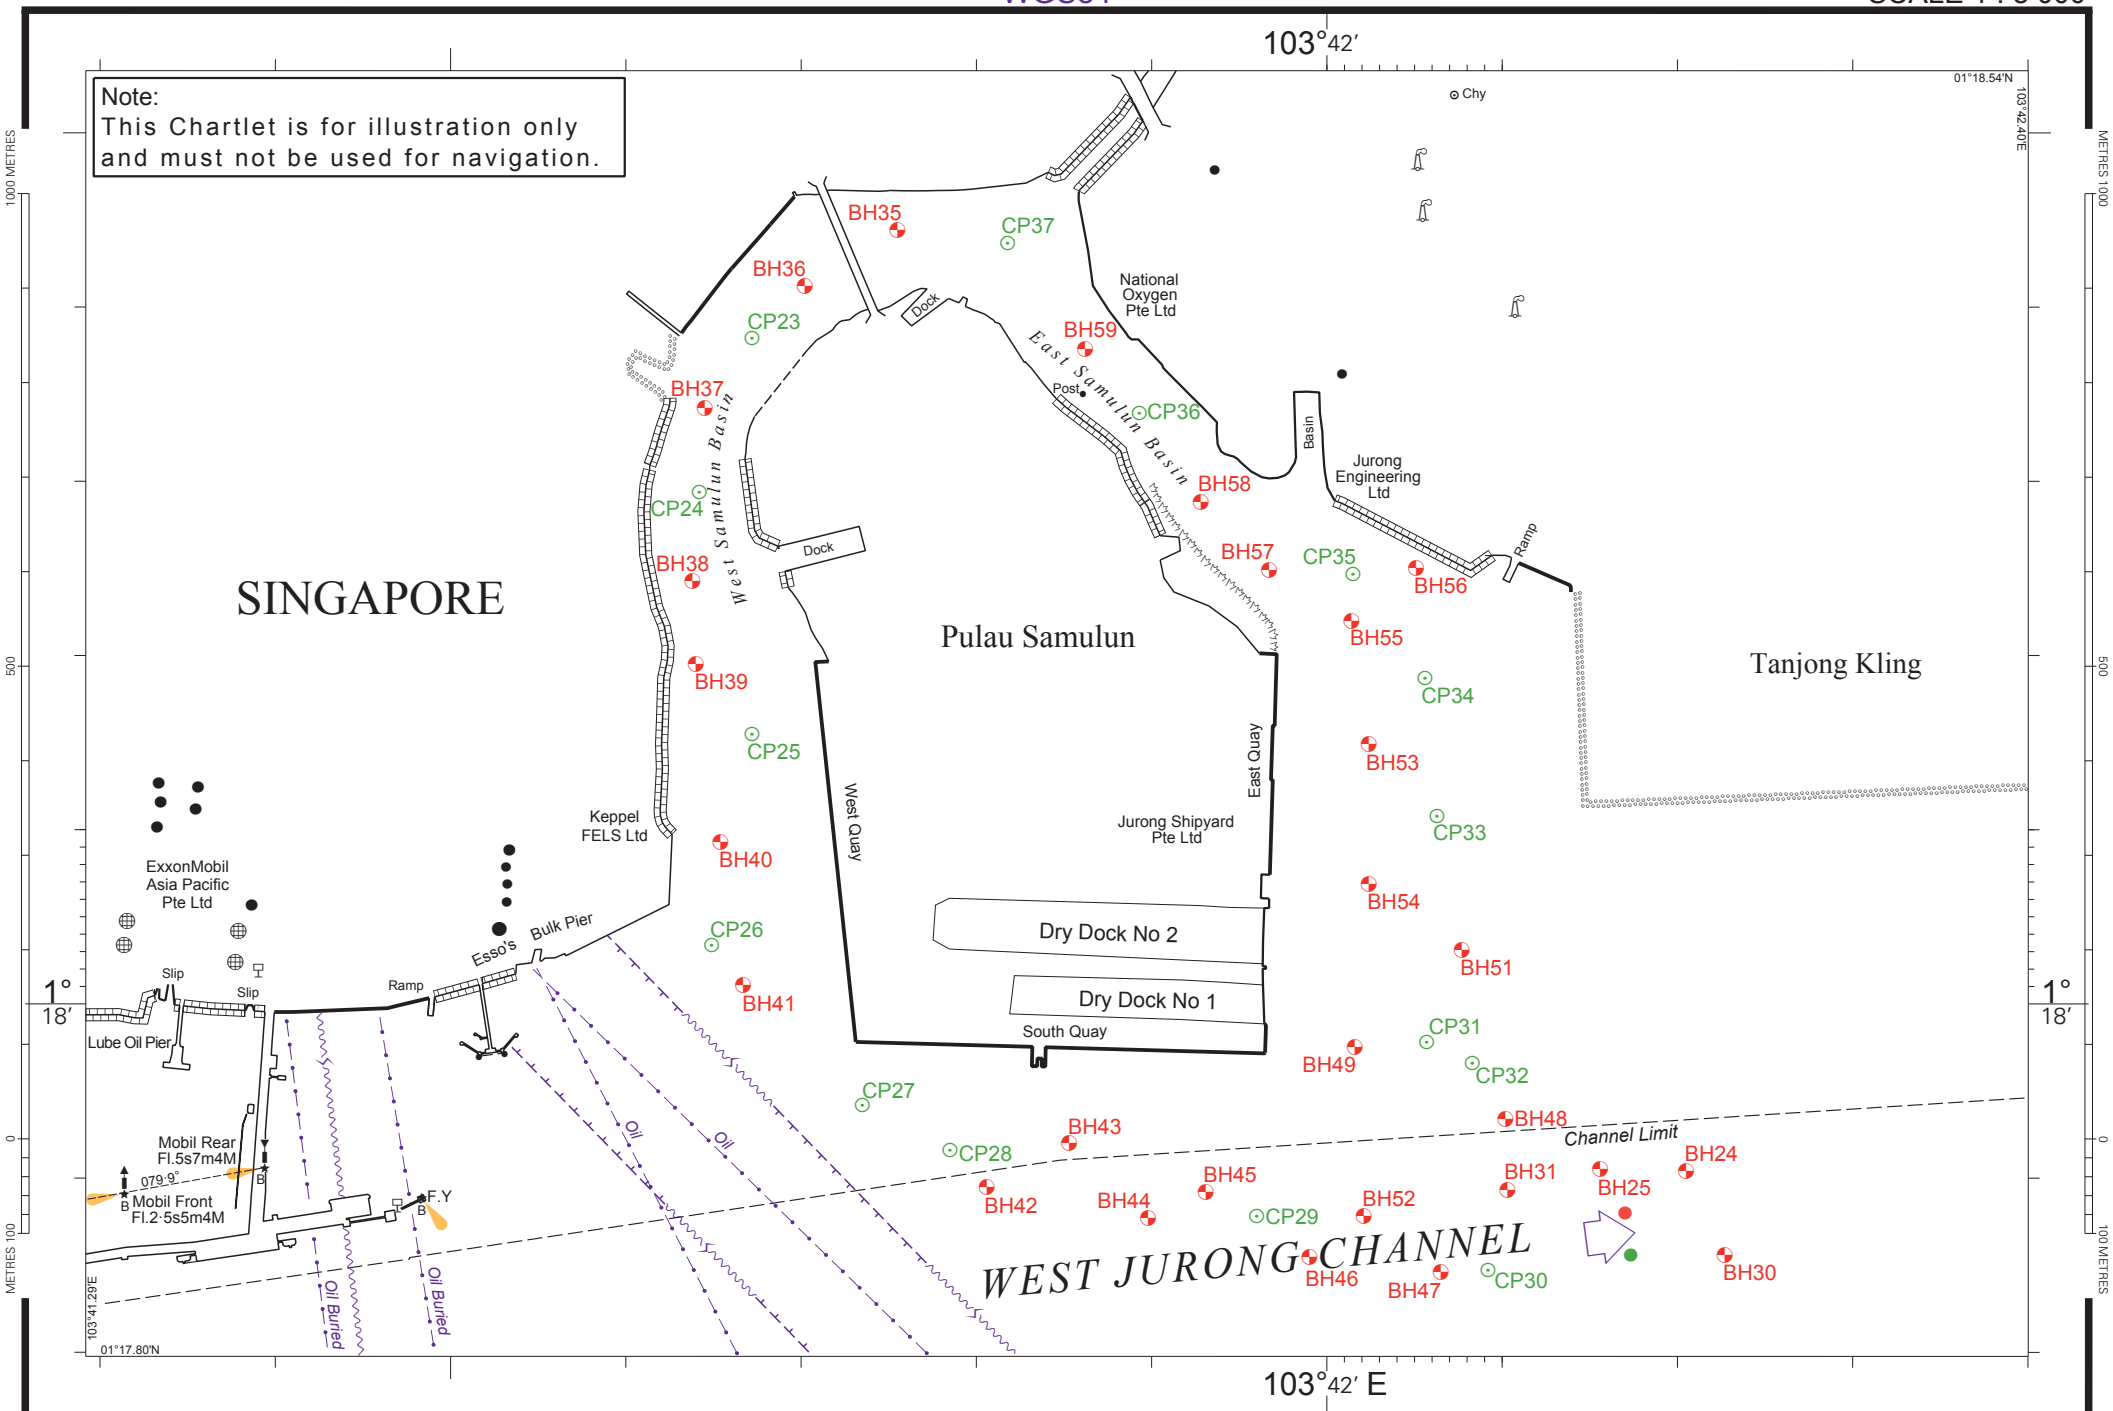 103°42'
Note:
This Chartlet is for illustration only
and must not be used for navigation.
01°18.54'N
103°42.40'E
1000 METRES
METRES 1000
Chy
BH35
CP37
BH36
CP23
Dock
National
Oxygen
Pte Ltd
BH59
East Samulun Basin
Post
CP36
BH37
West Samulun Basin
Basin
Jurong
Engineering
Ltd
CP24
BH58
Dock
Ramp
BH38
BH57
CP35
BH56
SINGAPORE
Pulau Samulun
BH55
Tanjong Kling
500
500
BH39
CP34
CP25
BH53
East Quay
West Quay
Keppel
FELS Ltd
Jurong Shipyard
Pte Ltd
CP33
BH40
ExxonMobil
Asia Pacific
Pte Ltd
BH54
Esso's
Bulk Pier
CP26
Dry Dock No 2
BH51
Slip
Slip
Ramp
BH41
Dry Dock No 1
1°
18'
1°
18'
South Quay
CP31
Lube Oil Pier
BH49
CP32
CP27
Oil
Oil
BH43
BH48
Channel Limit
0
0
Mobil Rear
Fl.5s7m4M
079·9°
B
CP28
BH24
BH45
BH31
BH25
Mobil Front
Fl.2·5s5m4M
B
B
F.Y
BH42
BH44
BH52
CP29
WEST JURONG CHANNEL
METRES 100
100 METRES
Oil Buried
Oil Buried
BH46
BH47
CP30
BH30
103°41.29'E
01°17.80'N
103°42' E